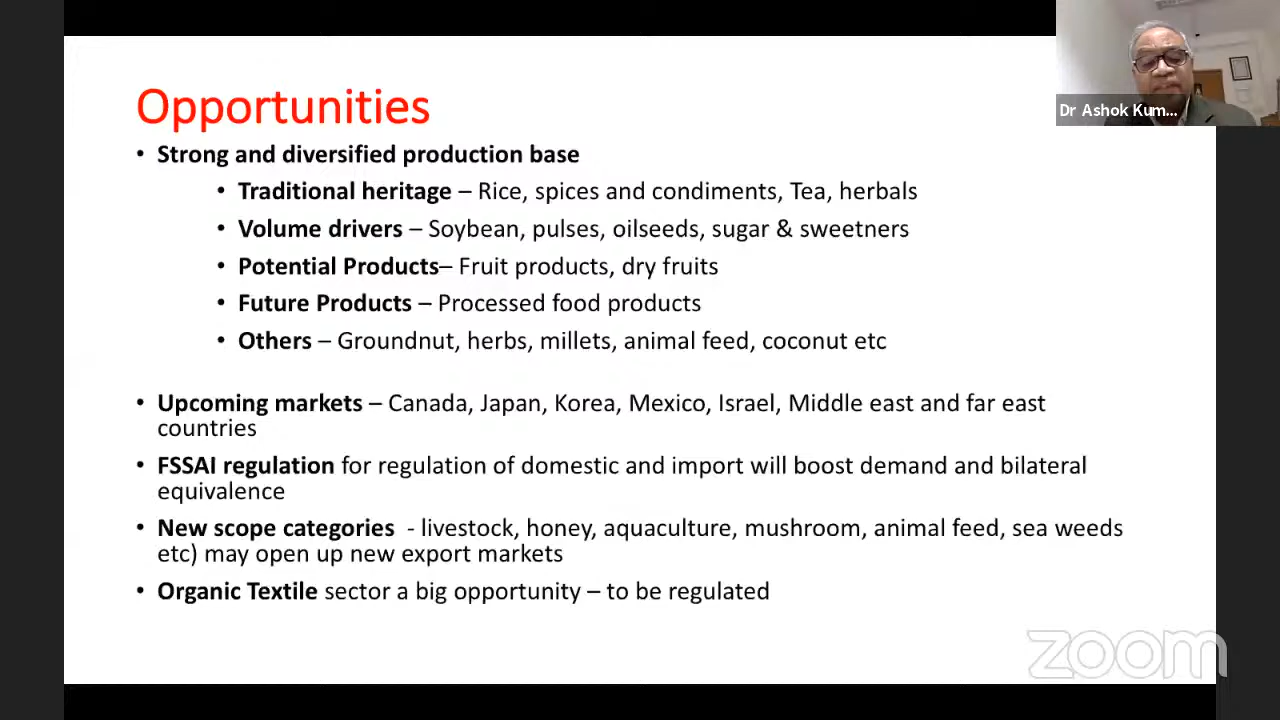 Opportunities
• Strong and diversified production base
• Traditional heritage – Rice, spices and condiments, Tea, herbals
• Volume drivers – Soybean, pulses, oilseeds, sugar & sweetners
• Potential Products– Fruit products, dry fruits
• Future Products – Processed food products
• Others – Groundnut, herbs, millets, animal feed, coconut etc
• Upcoming markets – Canada, Japan, Korea, Mexico, Israel, Middle east and far east
countries
• FSSAI regulation for regulation of domestic and import will boost demand and bilateral
equivalence
• New scope categories - livestock, honey, aquaculture, mushroom, animal feed, sea weeds
etc) may open up new export markets
• Organic Textile sector a big opportunity – to be regulated
Dr Ashok Kum...
zoom